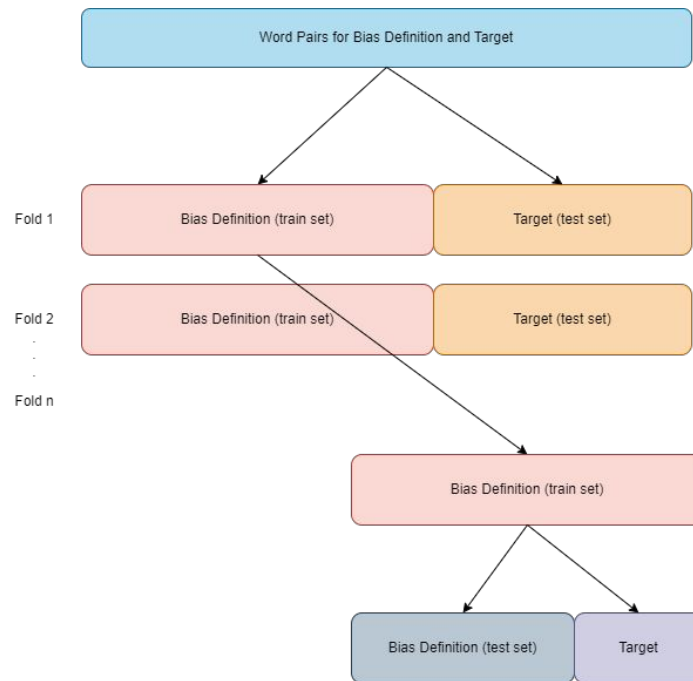 Word Pairs for Bias Definition and Target
Fold 1
Bias Definition (train set)
Target (test set)
Fold 2
Bias Definition (train set)
Target (test set)
.
.
.
Fold n
Bias Definition (train set)
Bias Definition (test set)
Target